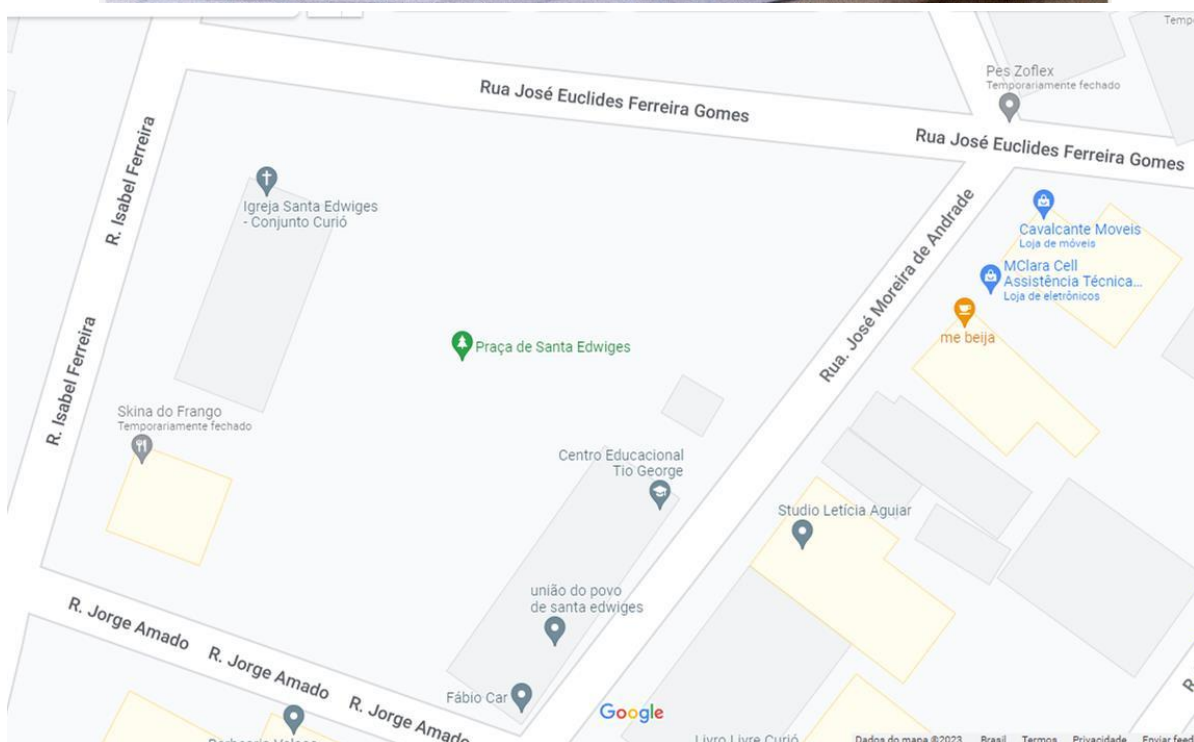 Rua José Euclides Ferreira Gomes
Pes Zoflex
Temporariamente fechado
Rua José Euclides Ferreira Gomes
R. Isabel Ferreira
Igreja Santa Edwiges
- Conjunto Curió
Rua. José Moreira de Andrade
Cavalcante Moveis
Loja de móveis
MClara Cell
Assistência Técnica...
Loja de eletrônicos
me beija
Praça de Santa Edwiges
R. Isabel Ferreira
Skina do Frango
Temporariamente fechado
Centro Educacional
Tio George
Studio Letícia Aguiar
união do povo
de santa edwiges
R. Jorge Amado
R. Jorge Amado
R. Jorge Amado
Fábio Car
Google
Livro Livre Curió
Dados do mapa ©2023 Brasil Termos Privacidade Enviar feed